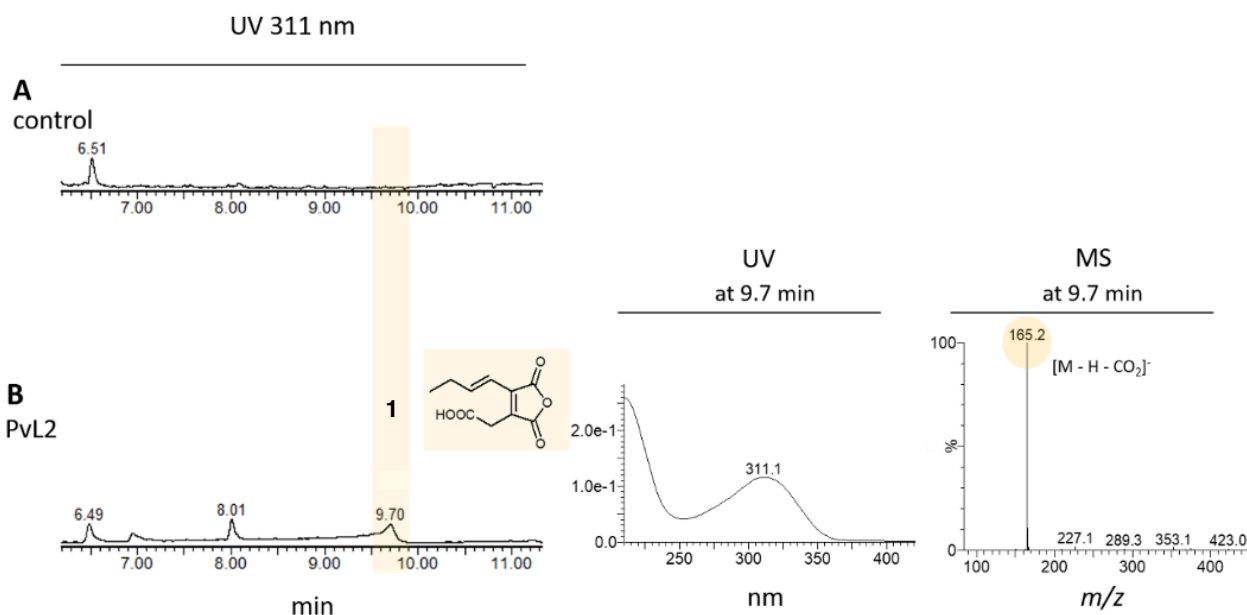 UV 311 nm
A
control
6.51
7.00 8.00 9.00 10.00 11.00
B
PvL2
1
HOOC
O
O
O
6.49 8.01 9.70
7.00 8.00 9.00 10.00 11.00
min
UV
at 9.7 min
2.0e-1
1.0e-1
0.0
311.1
250 300 350 400
nm
MS
at 9.7 min
100
%
0
165.2
[M - H - CO₂]⁻
227.1 289.3 353.1 423.0
100 200 300 400
m/z